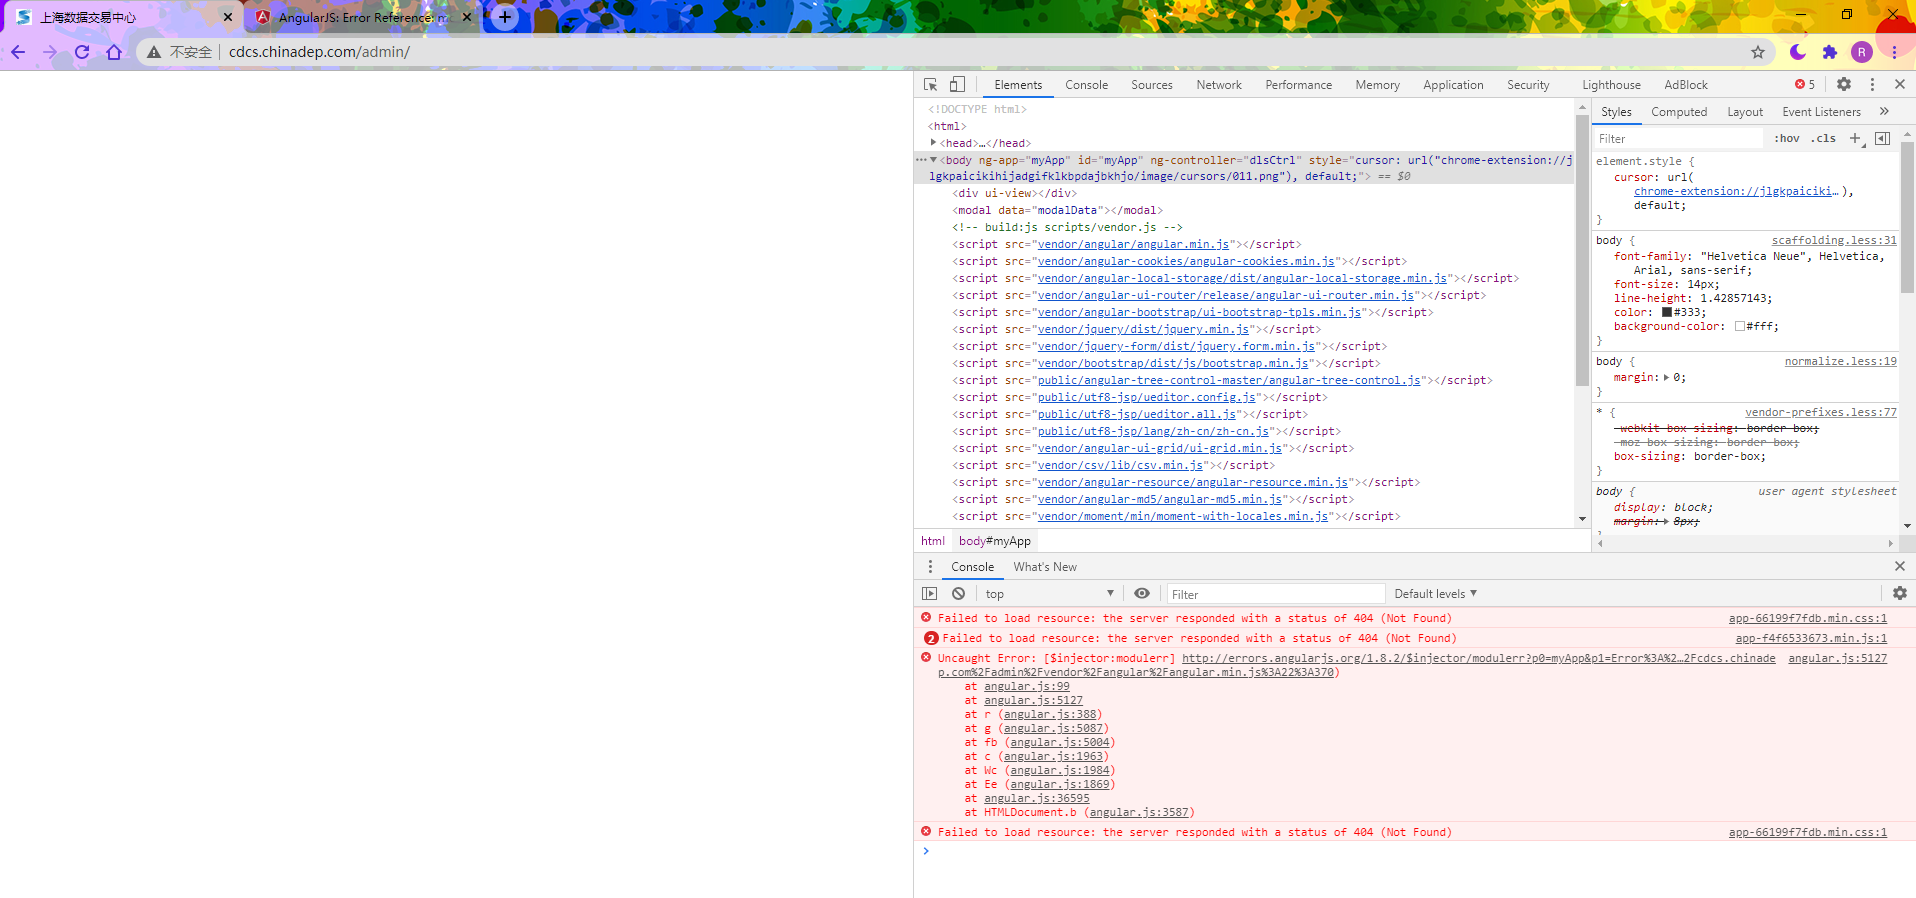 上海数据交易中心
AngularJS: Error Reference: mo
不安全 cdcs.chinadep.com/admin/
R
Elements Console Sources Network Performance Memory Application Security Lighthouse AdBlock 5
<!DOCTYPE html>
<html>
<head>…</head>
<body ng-app="myApp" id="myApp" ng-controller="dlsCtrl" style="cursor: url("chrome-extension://j
lgkpaicikihijadgifklkbpdajbkhjo/image/cursors/011.png"), default;"> == $0
<div ui-view></div>
<modal data="modalData"></modal>
<!-- build:js scripts/vendor.js -->
<script src="vendor/angular/angular.min.js"></script>
<script src="vendor/angular-cookies/angular-cookies.min.js"></script>
<script src="vendor/angular-local-storage/dist/angular-local-storage.min.js"></script>
<script src="vendor/angular-ui-router/release/angular-ui-router.min.js"></script>
<script src="vendor/angular-bootstrap/ui-bootstrap-tpls.min.js"></script>
<script src="vendor/jquery/dist/jquery.min.js"></script>
<script src="vendor/jquery-form/dist/jquery.form.min.js"></script>
<script src="vendor/bootstrap/dist/js/bootstrap.min.js"></script>
<script src="public/angular-tree-control-master/angular-tree-control.js"></script>
<script src="public/utf8-jsp/ueditor.config.js"></script>
<script src="public/utf8-jsp/ueditor.all.js"></script>
<script src="public/utf8-jsp/lang/zh-cn/zh-cn.js"></script>
<script src="vendor/angular-ui-grid/ui-grid.min.js"></script>
<script src="vendor/csv/lib/csv.min.js"></script>
<script src="vendor/angular-resource/angular-resource.min.js"></script>
<script src="vendor/angular-md5/angular-md5.min.js"></script>
<script src="vendor/moment/min/moment-with-locales.min.js"></script>
html body#myApp
Styles Computed Layout Event Listeners »
Filter :hov .cls +
element.style {
cursor: url(
chrome-extension://jlgkpaiciki…),
default;
}
body { scaffolding.less:31
font-family: "Helvetica Neue", Helvetica,
Arial, sans-serif;
font-size: 14px;
line-height: 1.42857143;
color: #333;
background-color: #fff;
}
body { normalize.less:19
margin: 0;
}
* { vendor-prefixes.less:77
-webkit-box-sizing: border-box;
-moz-box-sizing: border-box;
box-sizing: border-box;
}
body { user agent stylesheet
display: block;
margin: 8px;
Console What's New
top Filter Default levels
Failed to load resource: the server responded with a status of 404 (Not Found) app-66199f7fdb.min.css:1
2 Failed to load resource: the server responded with a status of 404 (Not Found) app-f4f6533673.min.js:1
Uncaught Error: [$injector:modulerr] http://errors.angularjs.org/1.8.2/$injector/modulerr?p0=myApp&p1=Error%3A%2…2Fcdcs.chinade angular.js:5127
p.com%2Fadmin%2Fvendor%2Fangular%2Fangular.min.js%3A22%3A370)
at angular.js:99
at angular.js:5127
at r (angular.js:388)
at g (angular.js:5087)
at fb (angular.js:5004)
at c (angular.js:1963)
at Wc (angular.js:1984)
at Ee (angular.js:1869)
at angular.js:36595
at HTMLDocument.b (angular.js:3587)
Failed to load resource: the server responded with a status of 404 (Not Found) app-66199f7fdb.min.css:1